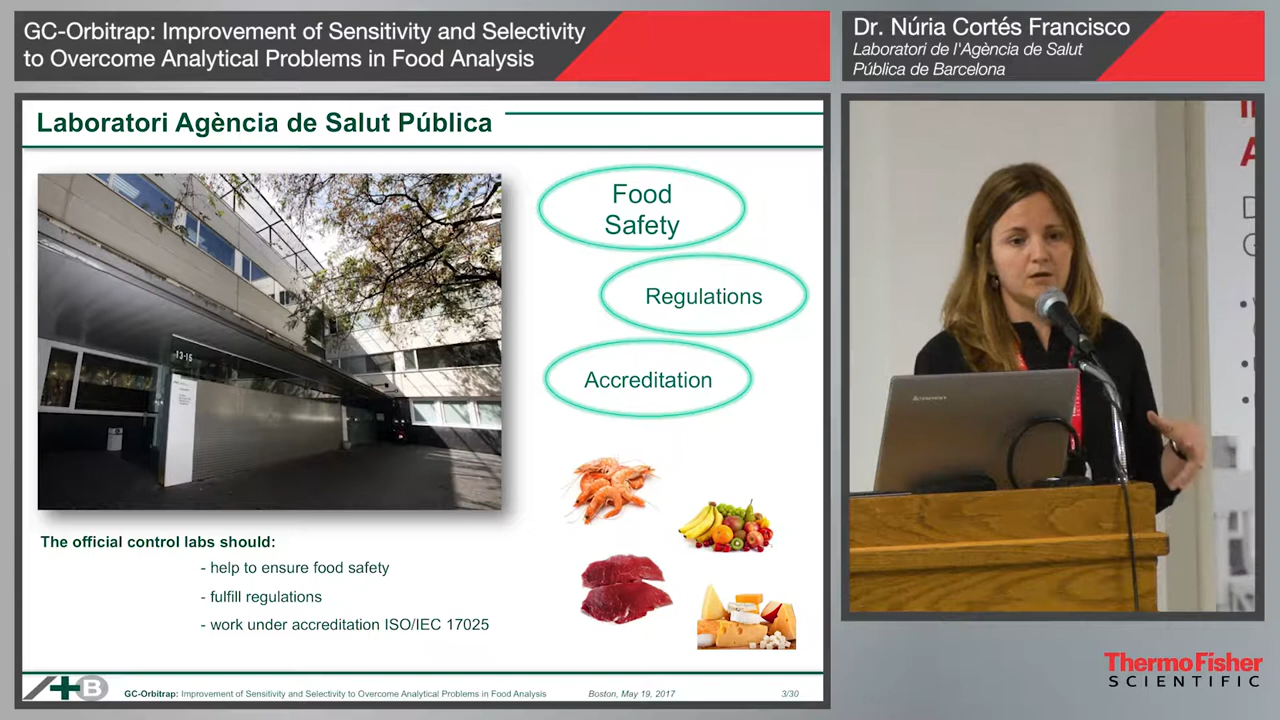 GC-Orbitrap: Improvement of Sensitivity and Selectivity
to Overcome Analytical Problems in Food Analysis
Dr. Núria Cortés Francisco
Laboratori de l'Agència de Salut
Pública de Barcelona
Laboratori Agència de Salut Pública
Food
Safety
Regulations
Accreditation
13-15
The official control labs should:
- help to ensure food safety
- fulfill regulations
- work under accreditation ISO/IEC 17025
GC-Orbitrap: Improvement of Sensitivity and Selectivity to Overcome Analytical Problems in Food Analysis
Boston, May 19, 2017
3/30
B
lenovo
ThermoFisher
SCIENTIFIC